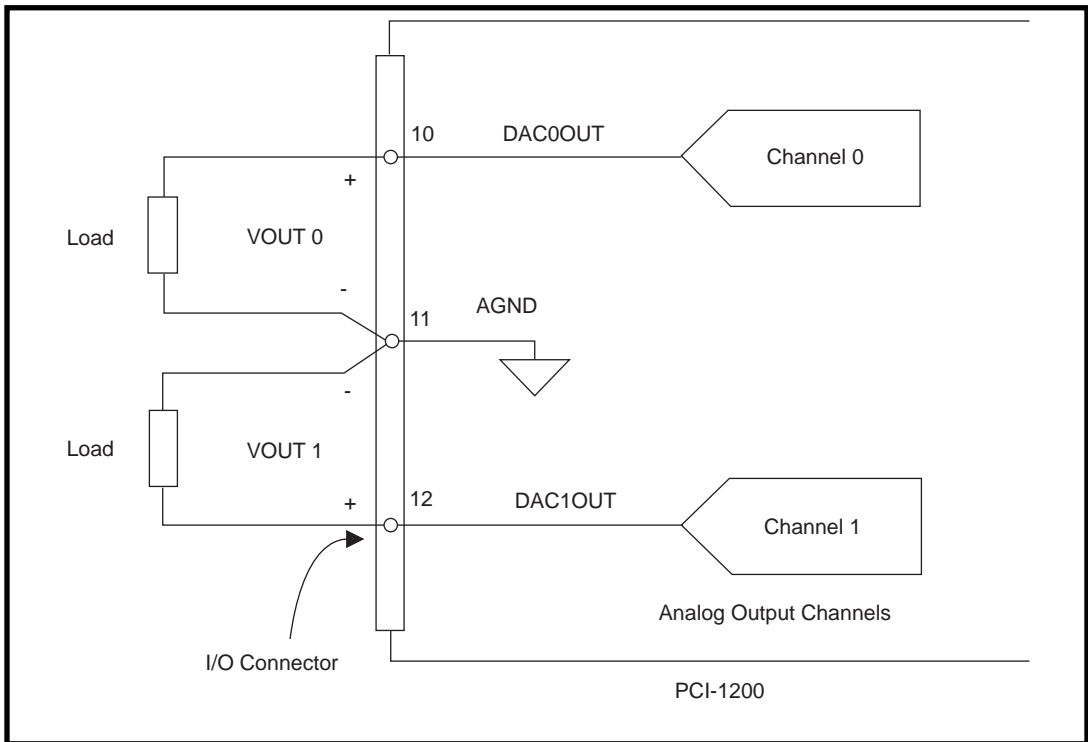 10
DAC0OUT
Channel 0
+
Load
VOUT 0
-
11
AGND
-
Load
VOUT 1
+
12
DAC1OUT
Channel 1
Analog Output Channels
I/O Connector
PCI-1200